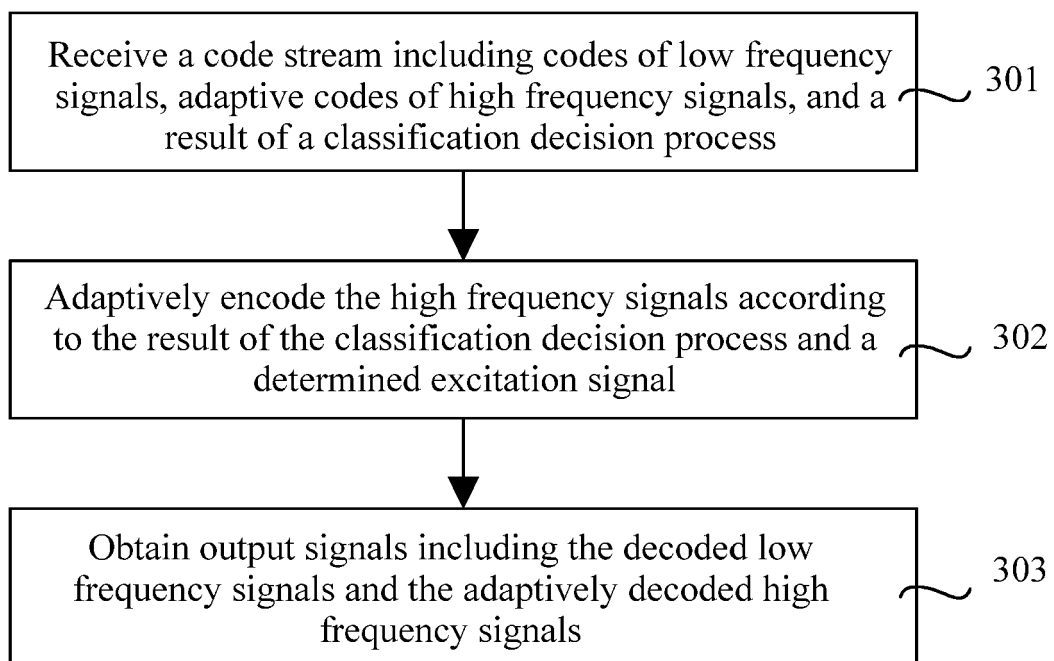 Receive a code stream including codes of low frequency
signals, adaptive codes of high frequency signals, and a
result of a classification decision process
301
Adaptively encode the high frequency signals according
to the result of the classification decision process and a
determined excitation signal
302
Obtain output signals including the decoded low
frequency signals and the adaptively decoded high
frequency signals
303